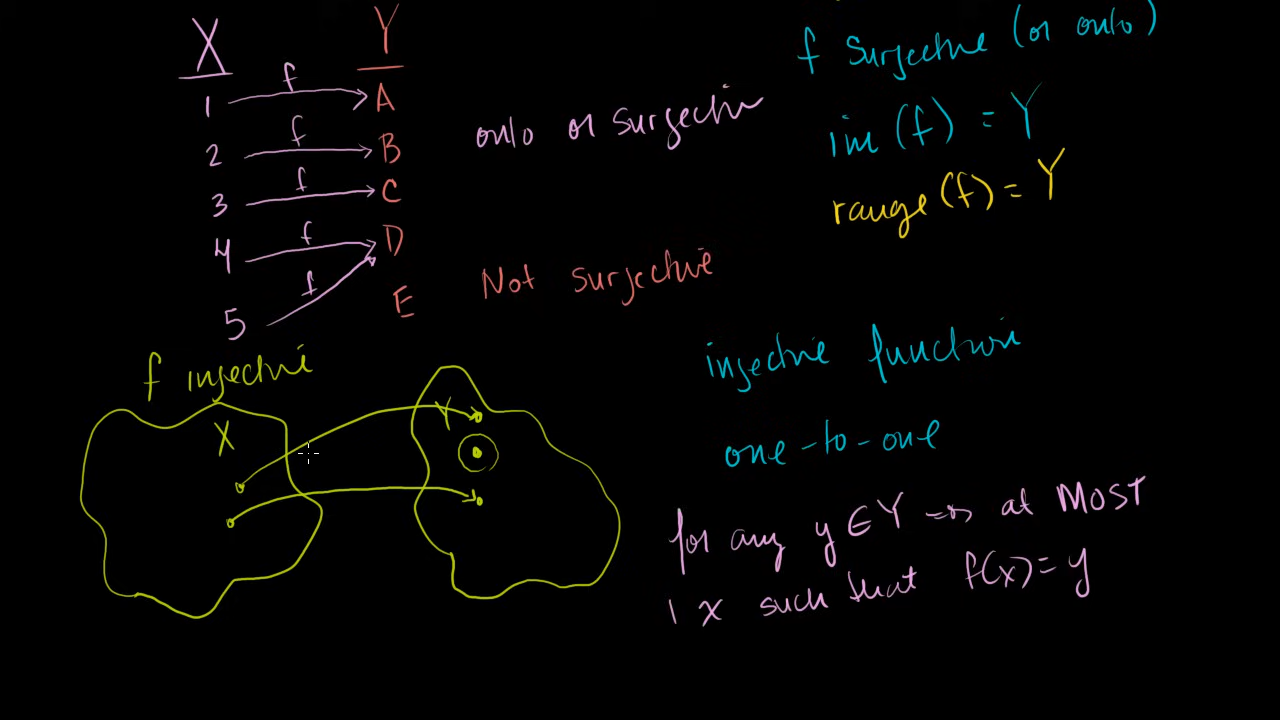 X Y
1 f A
2 f B
3 f C
4 f D
5 f E
onto or surjective
Not surjective
f surjective (or onto)
im(f) = Y
range(f) = Y
f injective
X Y
injective function
one-to-one
for any y ∈ Y ⇒ at MOST
1 x such that f(x) = y